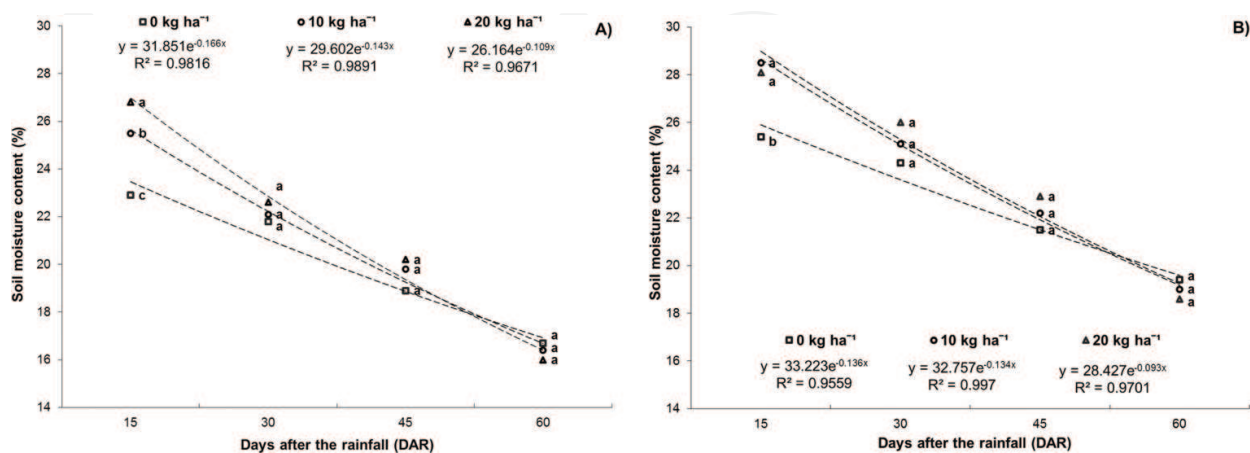 A)
0 kg ha⁻¹ 10 kg ha⁻¹ 20 kg ha⁻¹
y = 31.851e^-0.166x y = 29.602e^-0.143x y = 26.164e^-0.109x
R² = 0.9816 R² = 0.9891 R² = 0.9671
Soil moisture content (%)
30
28
26
24
22
20
18
16
14
a
b
c
a
a
a
a
a
a
a
a
a
15 30 45 60
Days after the rainfall (DAR)
B)
Soil moisture content (%)
30
28
26
24
22
20
18
16
14
a
a
b
a
a
a
a
a
a
a
a
a
0 kg ha⁻¹ 10 kg ha⁻¹ 20 kg ha⁻¹
y = 33.223e^-0.136x y = 32.757e^-0.134x y = 28.427e^-0.093x
R² = 0.9559 R² = 0.997 R² = 0.9701
15 30 45 60
Days after the rainfall (DAR)